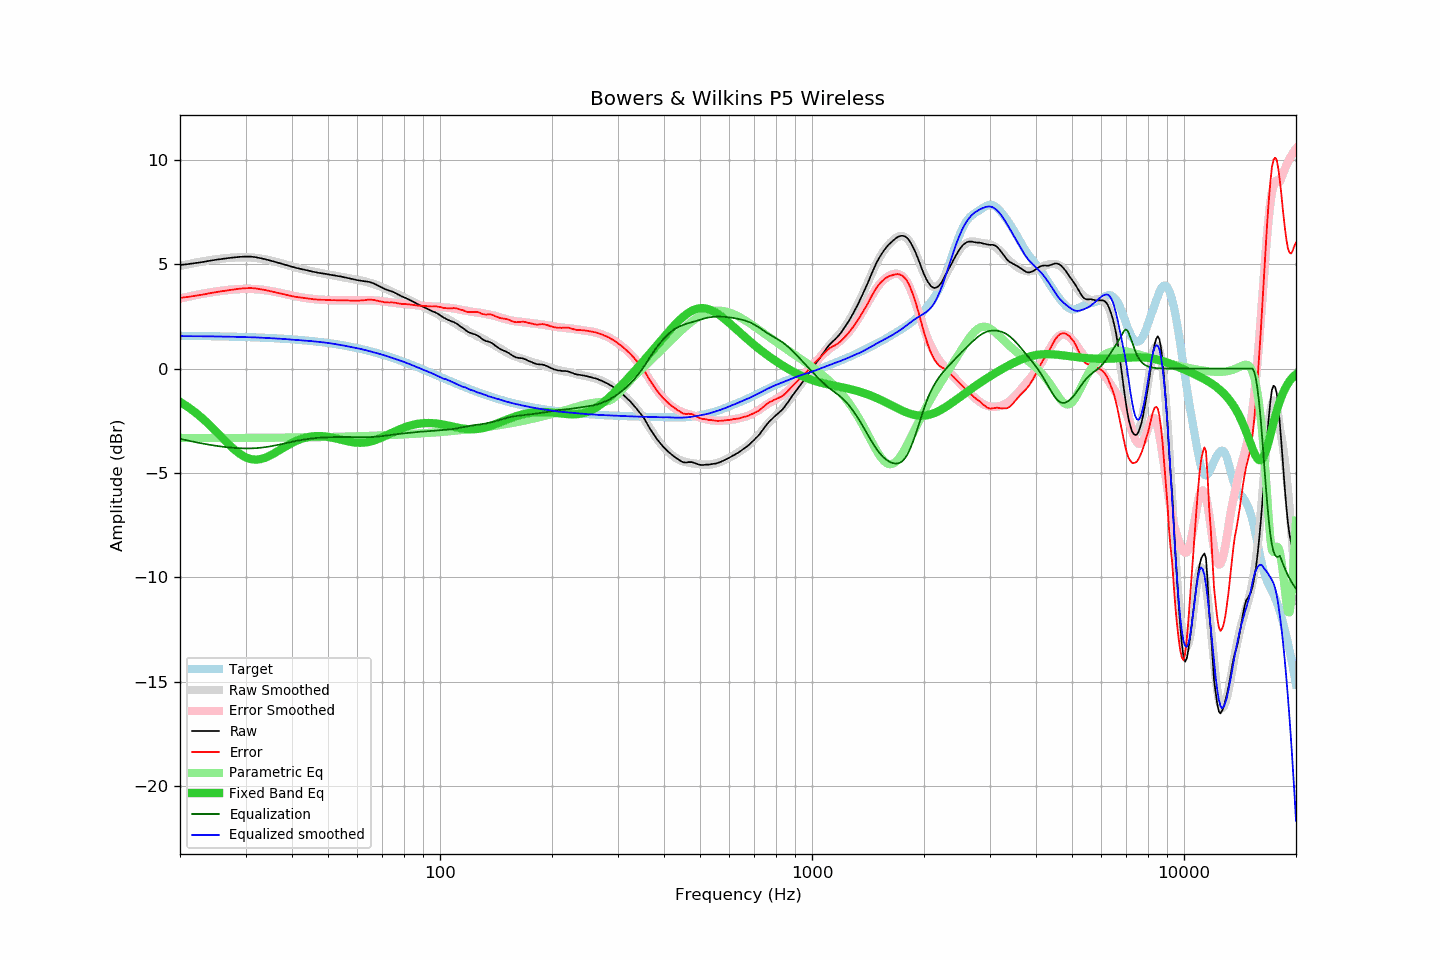 Bowers & Wilkins P5 Wireless
10
5
0
−5
−10
−15
−20
Amplitude (dBr)
Target
Raw Smoothed
Error Smoothed
Raw
Error
Parametric Eq
Fixed Band Eq
Equalization
Equalized smoothed
100 1000 10000
Frequency (Hz)